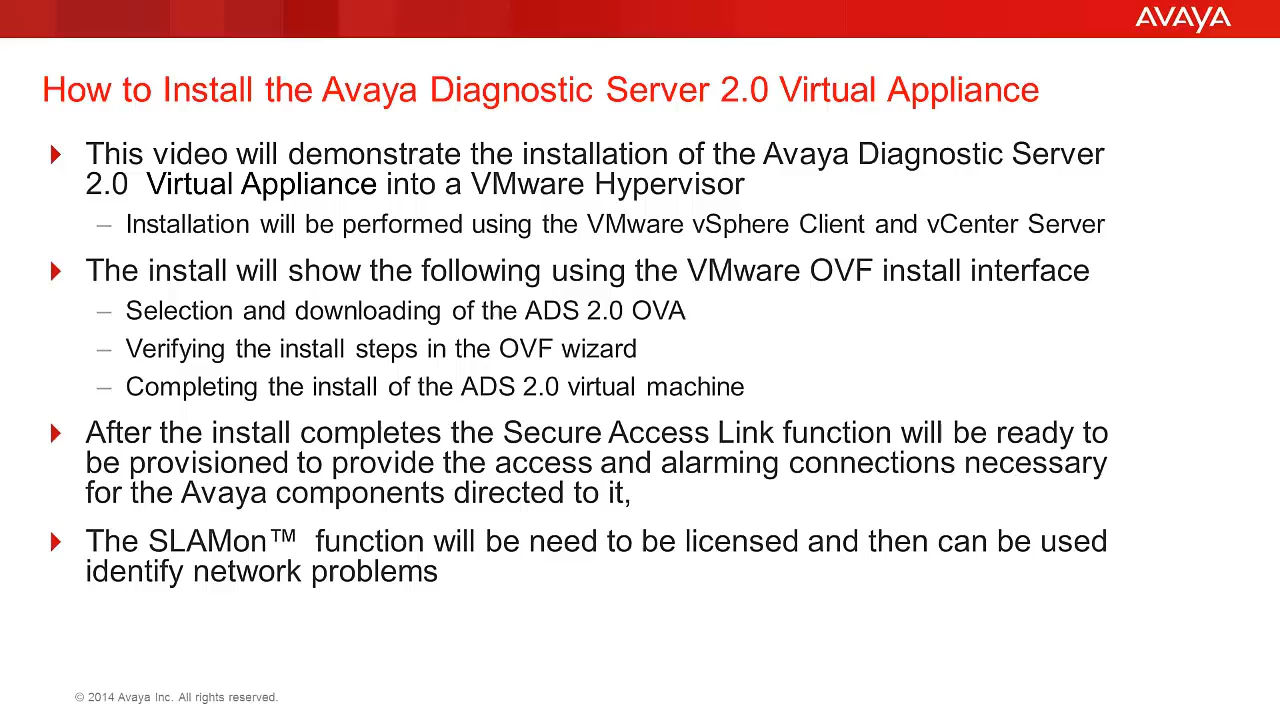 AVAYA
How to Install the Avaya Diagnostic Server 2.0 Virtual Appliance
This video will demonstrate the installation of the Avaya Diagnostic Server
2.0 Virtual Appliance into a VMware Hypervisor
– Installation will be performed using the VMware vSphere Client and vCenter Server
The install will show the following using the VMware OVF install interface
– Selection and downloading of the ADS 2.0 OVA
– Verifying the install steps in the OVF wizard
– Completing the install of the ADS 2.0 virtual machine
After the install completes the Secure Access Link function will be ready to
be provisioned to provide the access and alarming connections necessary
for the Avaya components directed to it,
The SLAMon™ function will be need to be licensed and then can be used
identify network problems
© 2014 Avaya Inc. All rights reserved.